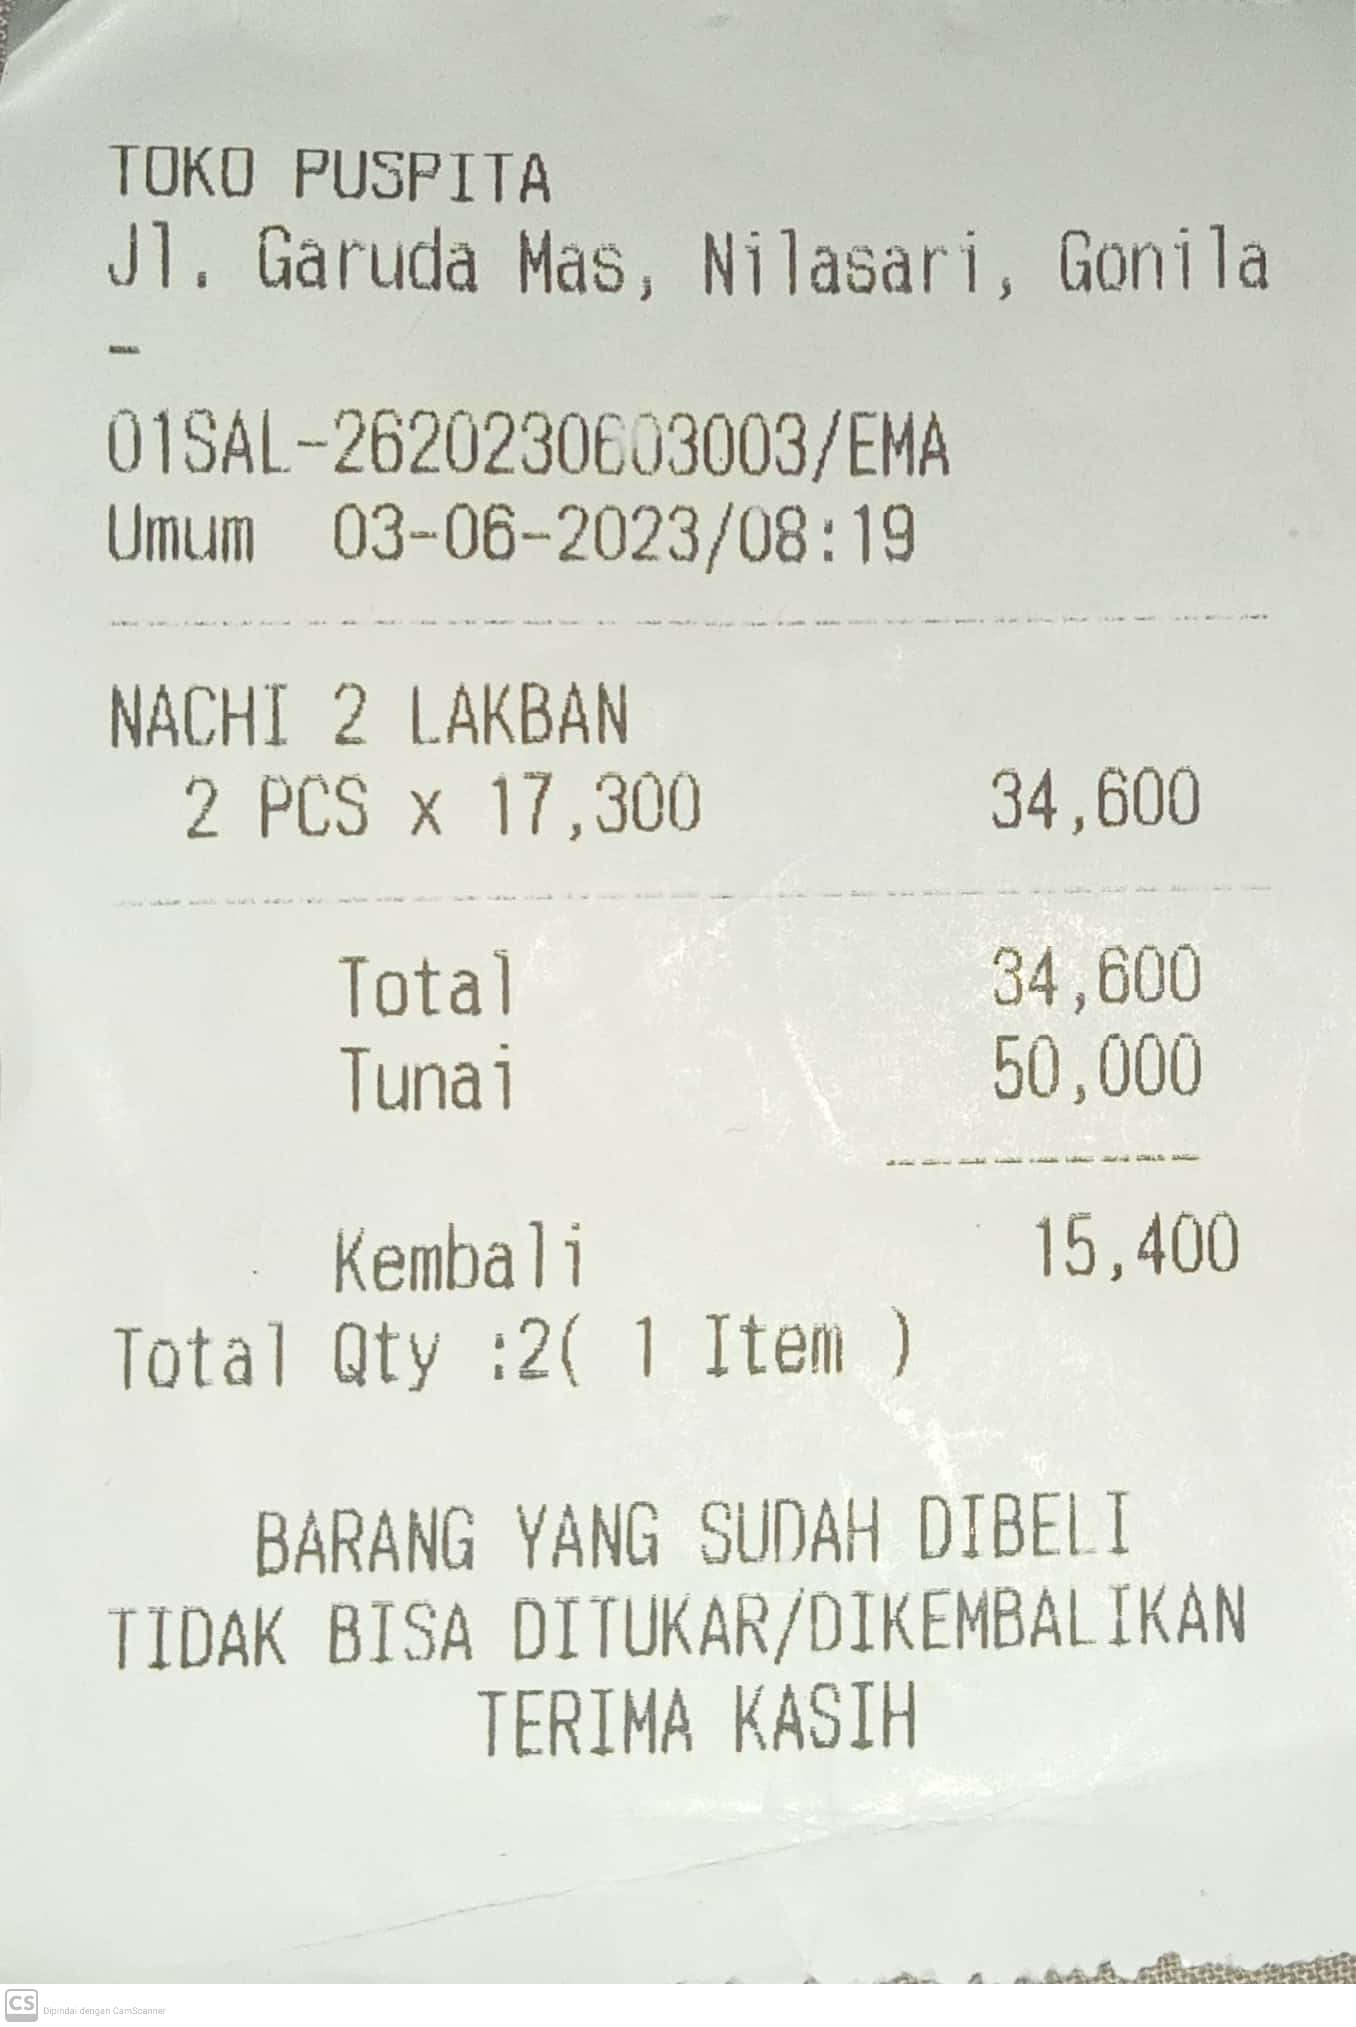 TOKO PUSPITA
Jl. Garuda Mas, Nilasari, Gonila
-
01SAL-2620230603003/EMA
Umum 03-06-2023/08:19
NACHI 2 LAKBAN
2 PCS x 17,300 34,600
Total 34,600
Tunai 50,000
Kembali 15,400
Total Qty :2( 1 Item )
BARANG YANG SUDAH DIBELI
TIDAK BISA DITUKAR/DIKEMBALIKAN
TERIMA KASIH
CS Dipindai dengan CamScanner